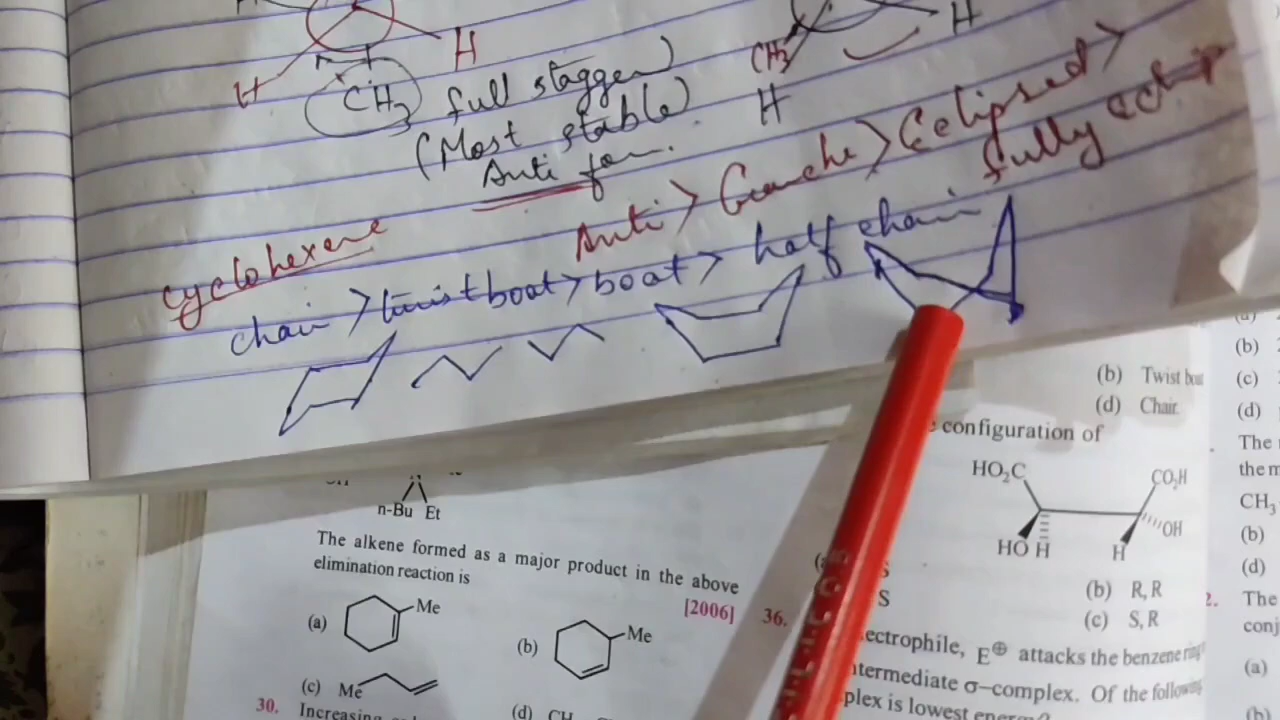 H
H
CH3
full stagger)
(Most stable)
Anti form.
CH3
H
H
Anti > Gauche > Eclipsed >
fully
cyclohexene
chair > twist boat > boat > half chair
n-Bu Et
The alkene formed as a major product in the above
elimination reaction is
[2006]
(a)
Me
(b)
Me
(c) Me
(d) CH
30.
36.
(b) Twist boat
(d) Chair.
configuration of
HO2C
CO2H
HO H
H
OH
S
(b) R, R
S
(c) S, R
ectrophile, E⊕ attacks the benzene ring
ntermediate σ–complex. Of the following
plex is lowest energy?
(b)
(c)
(d)
The
the m
CH3
(b)
(d)
2. The
conj
(a)
(b)